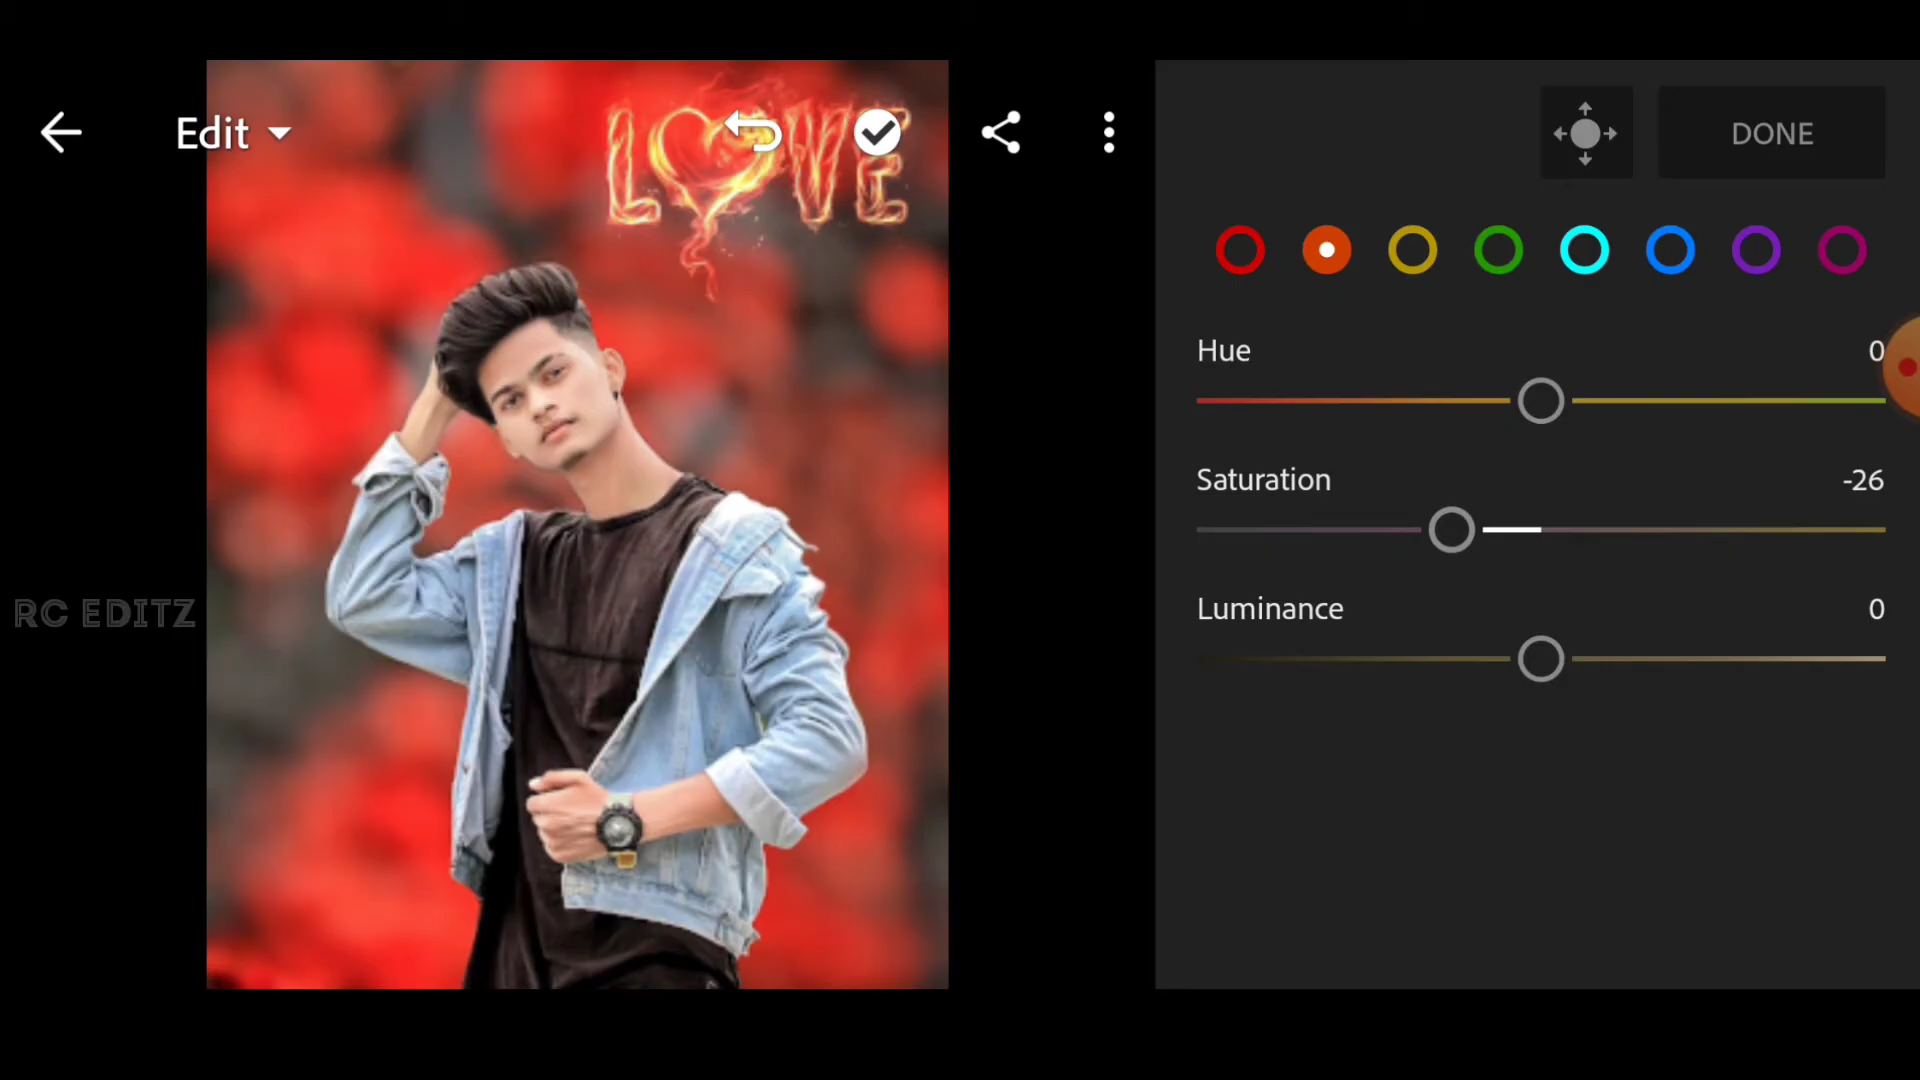 Edit
LOVE
DONE
Hue 0
Saturation -26
Luminance 0
RC EDITZ